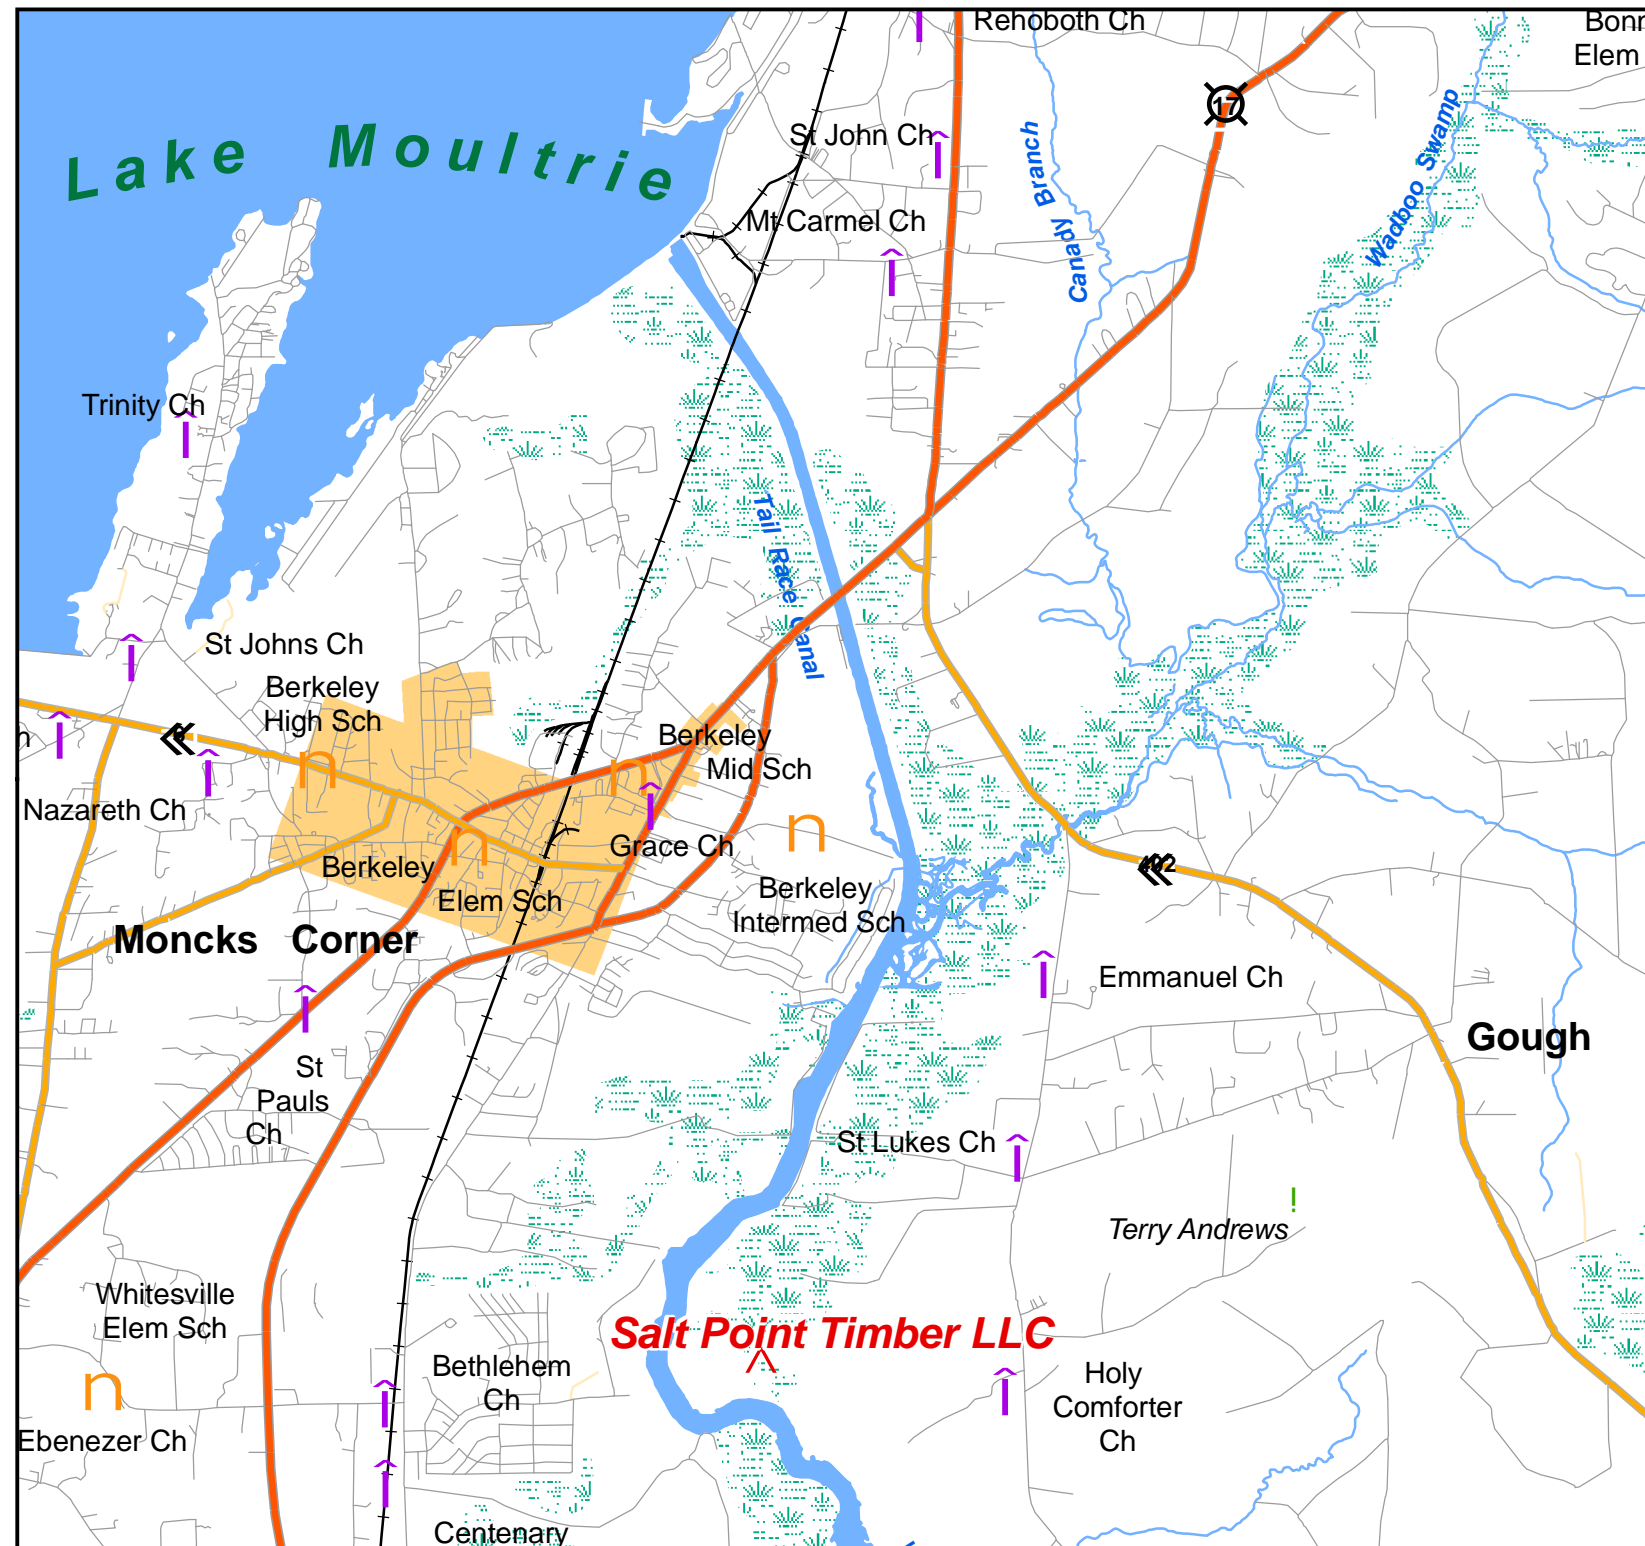 Rehoboth Ch
Elem
17
St John Ch
Lake Moultrie
Canady Branch
Wadboo Swamp
Mt Carmel Ch
Trinity Ch
Tail Race Canal
St Johns Ch
Berkeley
High Sch
6
Berkeley
Mid Sch
Nazareth Ch
Grace Ch
Berkeley
Elem Sch
402
Berkeley
Intermed Sch
Moncks Corner
Emmanuel Ch
Gough
St
Pauls
Ch
St Lukes Ch
Terry Andrews
Whitesville
Elem Sch
Salt Point Timber LLC
Bethlehem
Ch
Holy
Comforter
Ch
Ebenezer Ch
Centenary